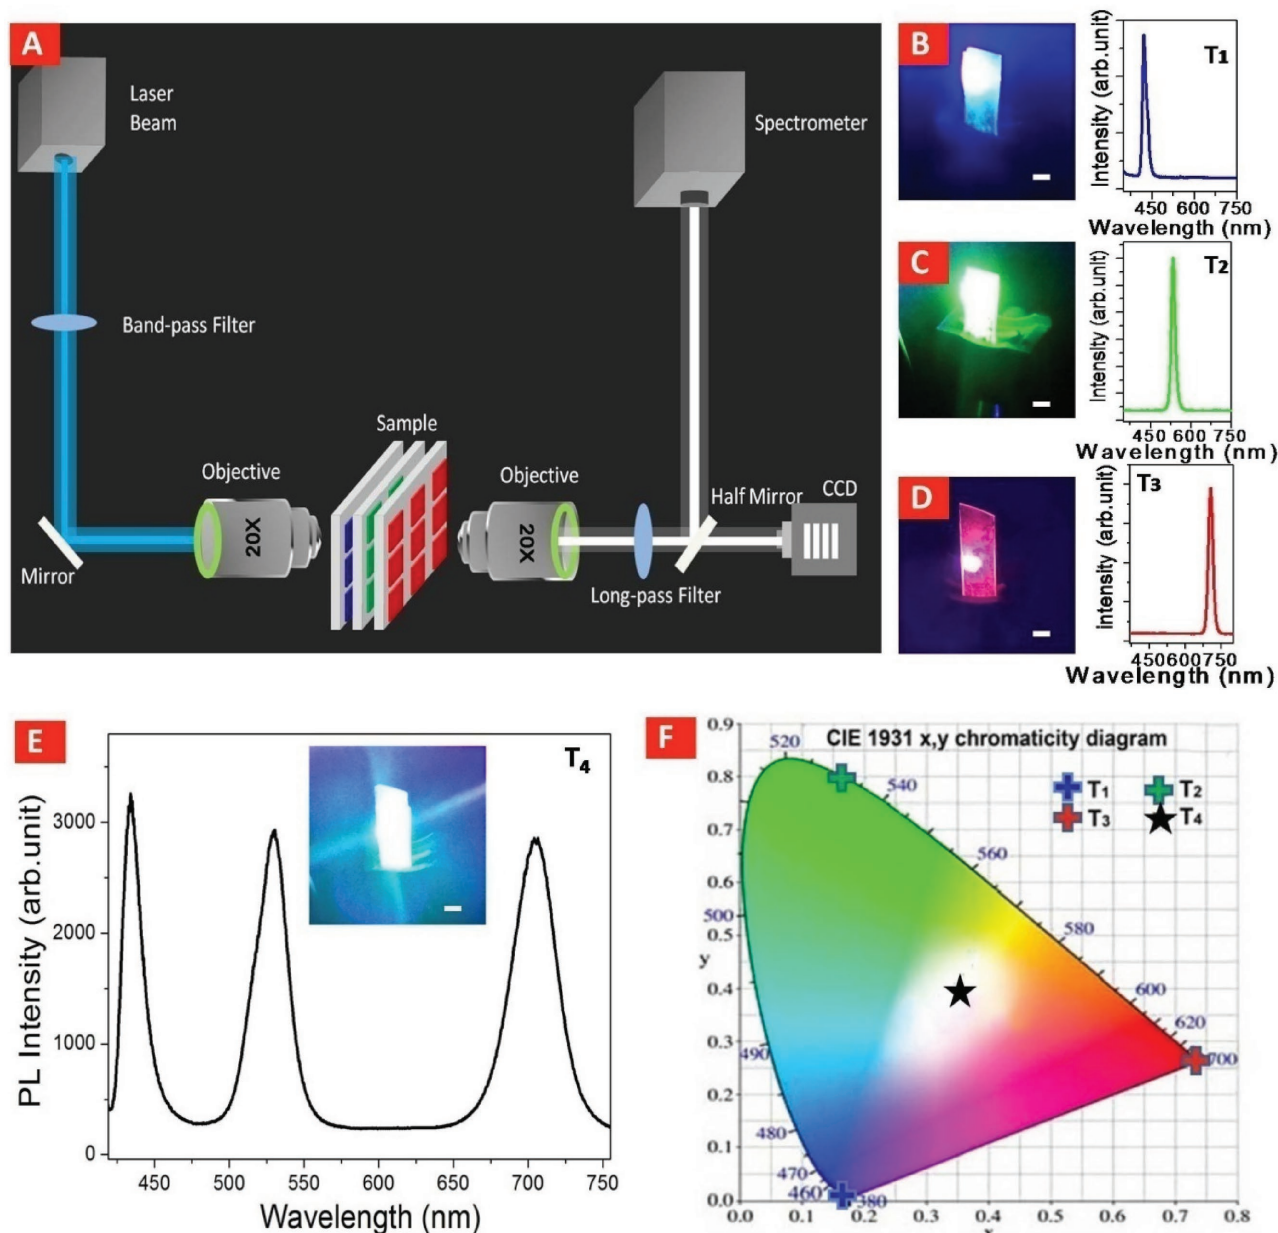 A
Laser
Beam
Spectrometer
Band-pass Filter
Sample
Objective
Objective
20X
20X
Half Mirror
CCD
Mirror
Long-pass Filter
B
T1
Intensity (arb.unit)
450 600 750
Wavelength (nm)
C
T2
Intensity (arb.unit)
450 600 750
Wavelength (nm)
D
T3
intensity (arb.unit)
450 600 750
Wavelength (nm)
E
T4
PL Intensity (arb.unit)
3000
2000
1000
0
450 500 550 600 650 700 750
Wavelength (nm)
F
CIE 1931 x,y chromaticity diagram
T1 T2
T3 T4
0.9
0.8
0.7
0.6
0.5
y
0.4
0.3
0.2
0.1
0.0
520
540
560
500
580
600
620
490
700
480
470
460
380
0.0 0.1 0.2 0.3 0.4 0.5 0.6 0.7 0.8
x